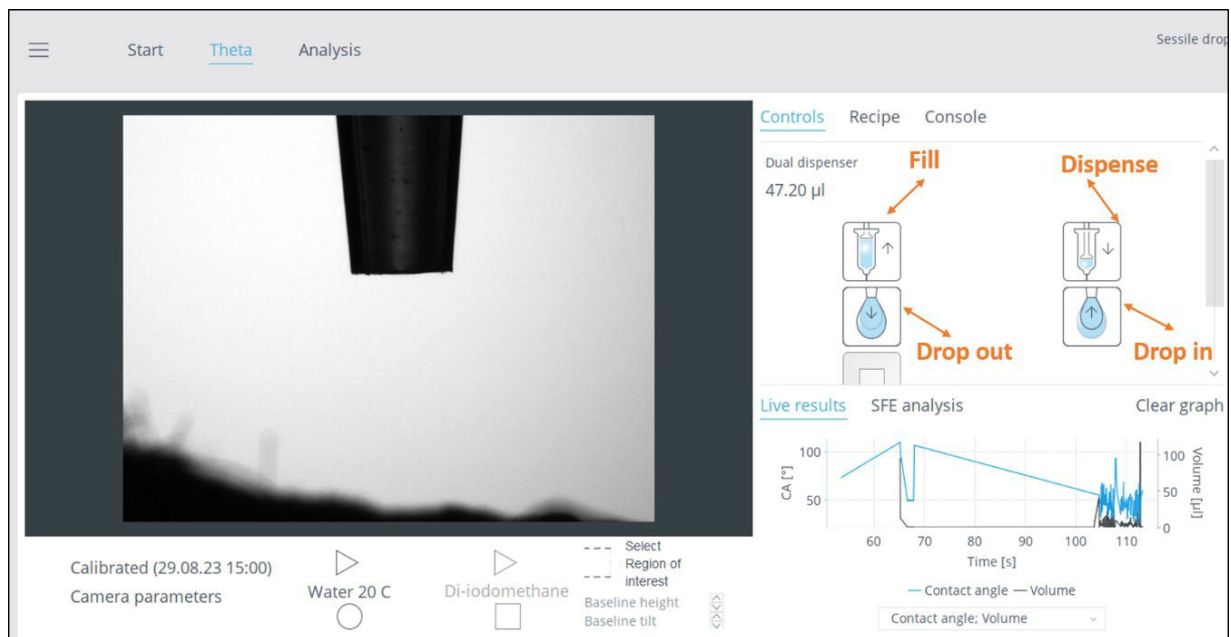 Sessile drop
Start Theta Analysis
Controls Recipe Console
Dual dispenser
47.20 µl
Fill
Dispense
Drop out
Drop in
Live results SFE analysis Clear graph
CA [°]
100
50
60 70 80 90 100 110
Time [s]
100
50
0
Volume [µl]
Contact angle Volume
Contact angle; Volume
Calibrated (29.08.23 15:00)
Camera parameters
Water 20 C
Di-iodomethane
Select
Region of
interest
Baseline height
Baseline tilt